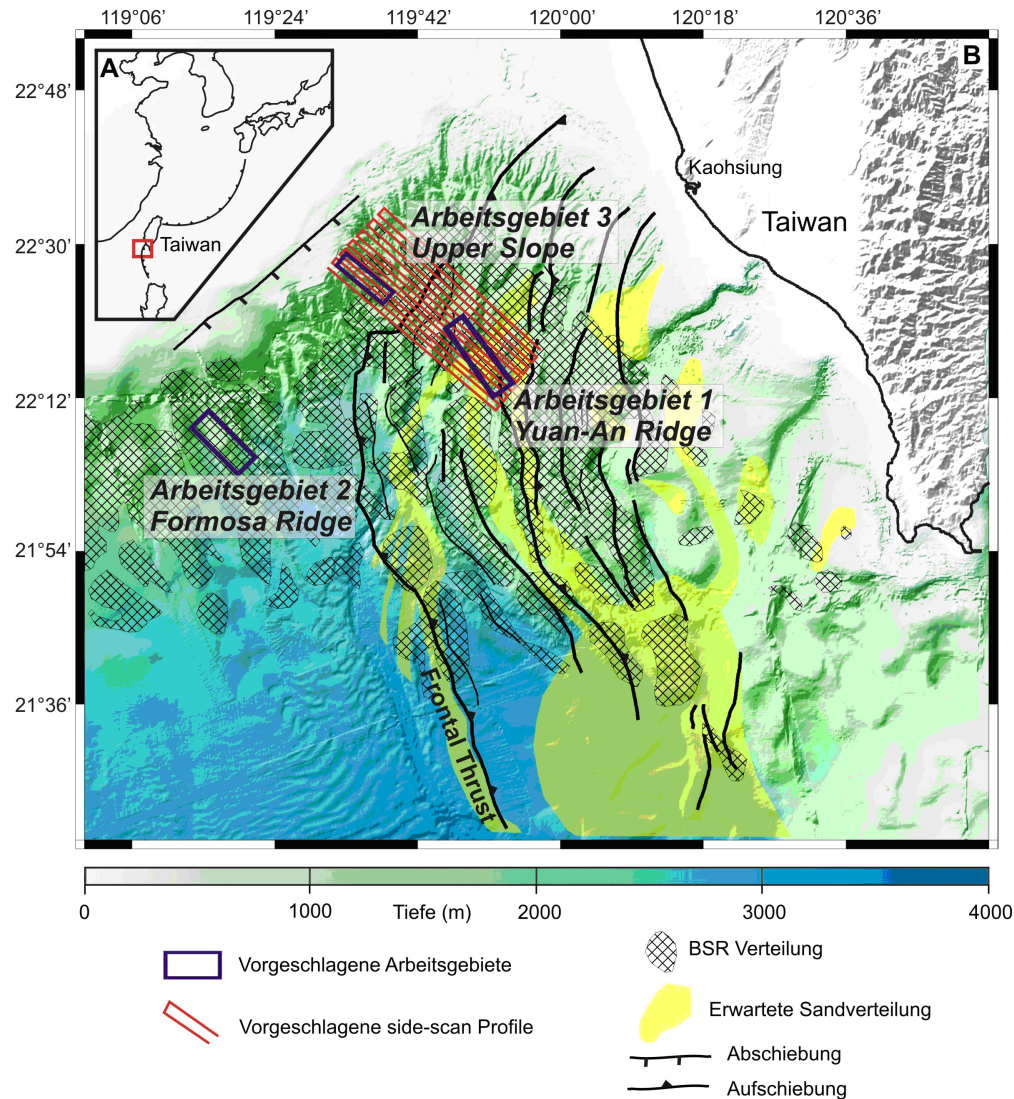 119°06’ 119°24’ 119°42’ 120°00’ 120°18’ 120°36’
A
B
22°48’
Kaohsiung
Taiwan
Taiwan
Arbeitsgebiet 3
Upper Slope
22°30’
22°12’
Arbeitsgebiet 1
Yuan-An Ridge
Arbeitsgebiet 2
Formosa Ridge
21°54’
21°36’
Frontal Thrust
0 1000 Tiefe (m) 2000 3000 4000
Vorgeschlagene Arbeitsgebiete
Vorgeschlagene side-scan Profile
BSR Verteilung
Erwartete Sandverteilung
Abschiebung
Aufschiebung